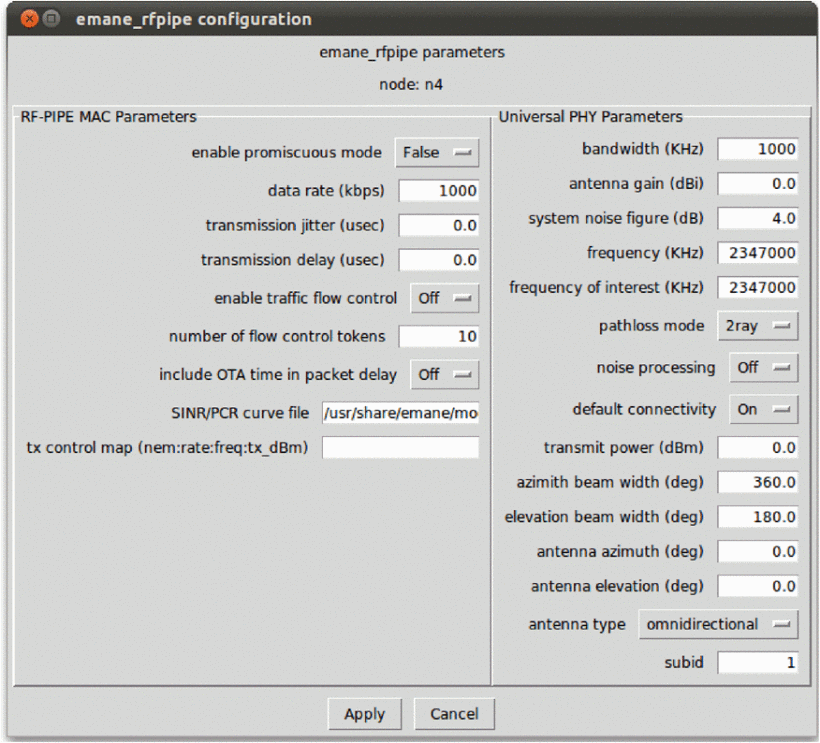 emane_rfpipe configuration
emane_rfpipe parameters
node: n4
RF-PIPE MAC Parameters
enable promiscuous mode False
data rate (kbps) 1000
transmission jitter (usec) 0.0
transmission delay (usec) 0.0
enable traffic flow control Off
number of flow control tokens 10
include OTA time in packet delay Off
SINR/PCR curve file /usr/share/emane/mo
tx control map (nem:rate:freq:tx_dBm)
Universal PHY Parameters
bandwidth (KHz) 1000
antenna gain (dBi) 0.0
system noise figure (dB) 4.0
frequency (KHz) 2347000
frequency of interest (KHz) 2347000
pathloss mode 2ray
noise processing Off
default connectivity On
transmit power (dBm) 0.0
azimith beam width (deg) 360.0
elevation beam width (deg) 180.0
antenna azimuth (deg) 0.0
antenna elevation (deg) 0.0
antenna type omnidirectional
subid 1
Apply Cancel